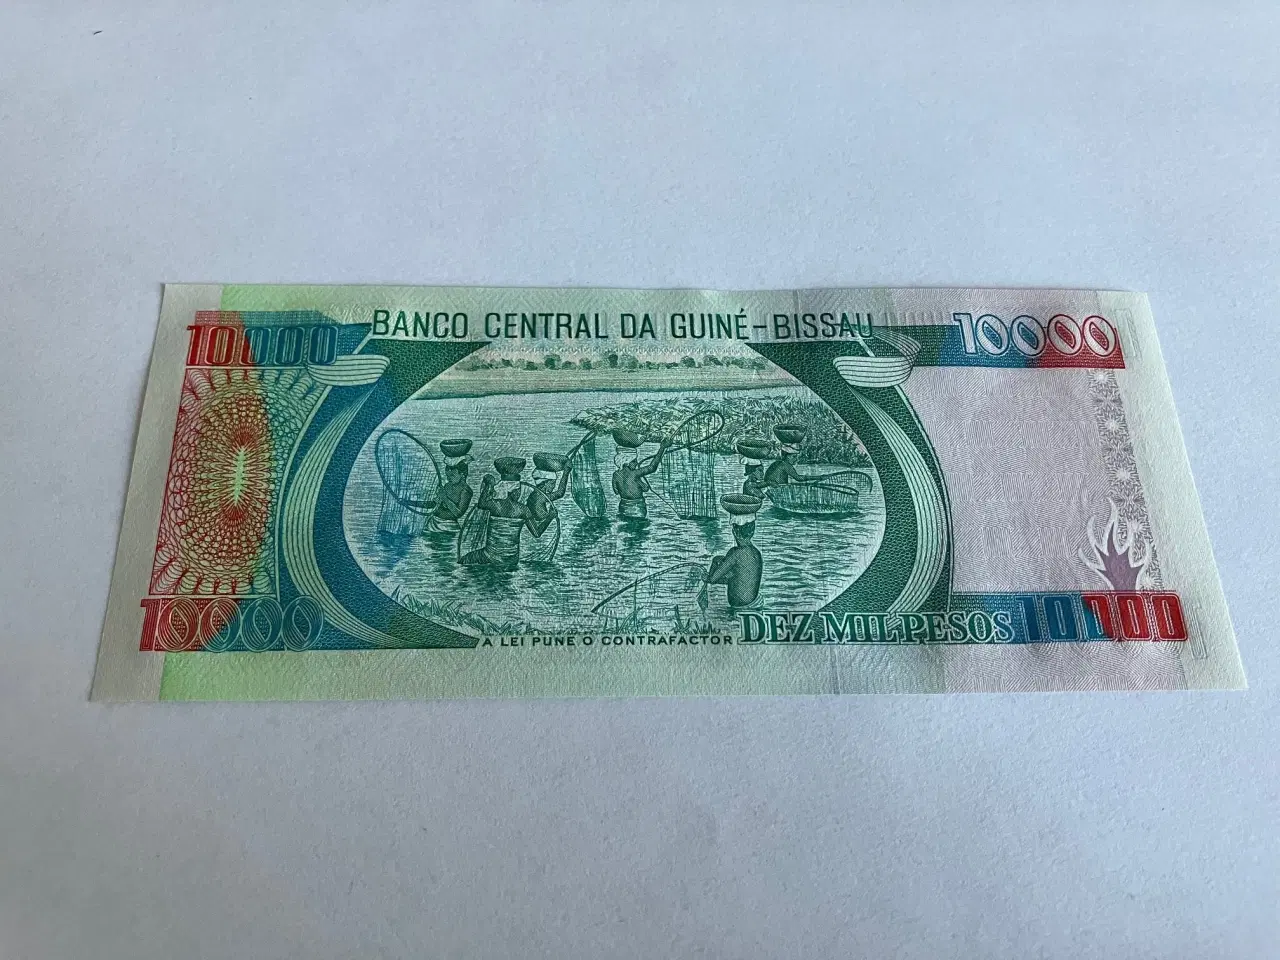 10000
BANCO CENTRAL DA GUINÉ-BISSAU
10000
10000
A LEI PUNE O CONTRAFACTOR
DEZ MIL PESOS
10000